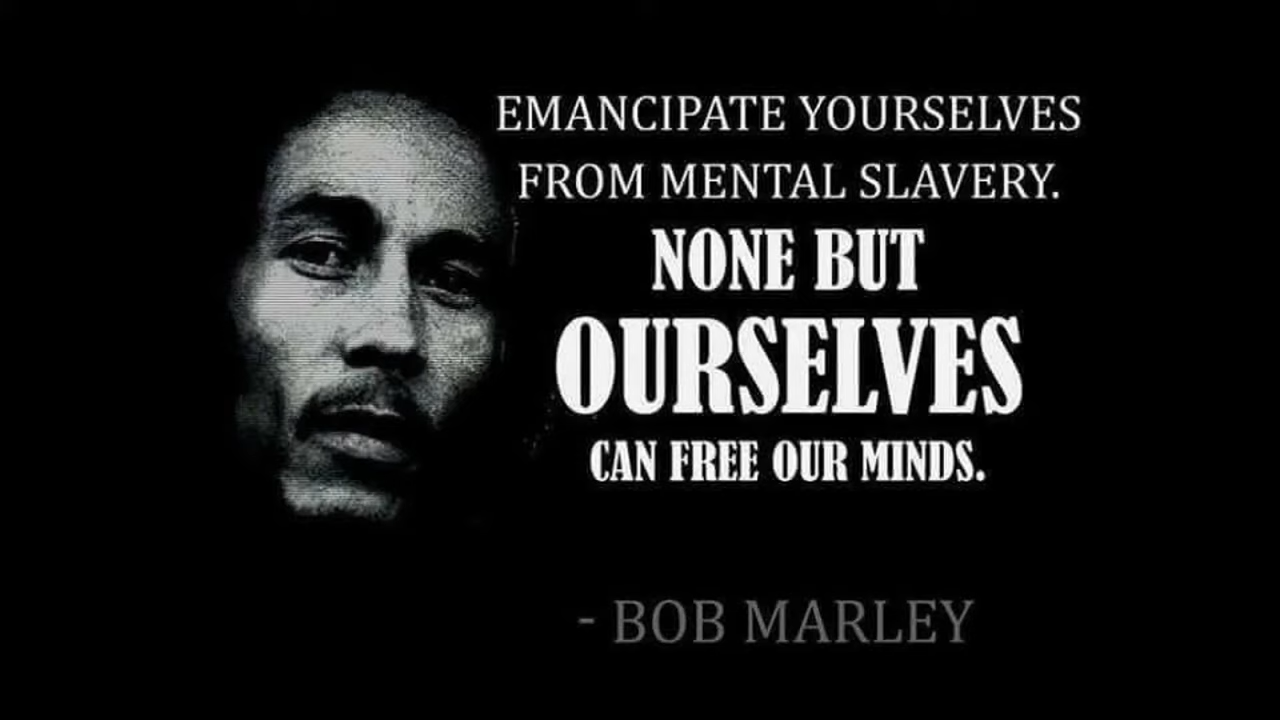 EMANCIPATE YOURSELVES
FROM MENTAL SLAVERY.
NONE BUT
OURSELVES
CAN FREE OUR MINDS.
- BOB MARLEY